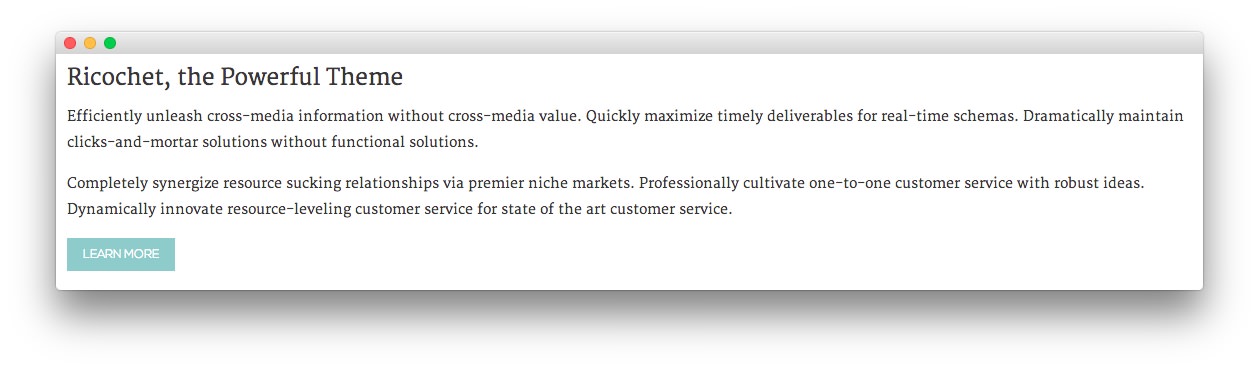 Ricochet, the Powerful Theme
Efficiently unleash cross-media information without cross-media value. Quickly maximize timely deliverables for real-time schemas. Dramatically maintain
clicks-and-mortar solutions without functional solutions.
Completely synergize resource sucking relationships via premier niche markets. Professionally cultivate one-to-one customer service with robust ideas.
Dynamically innovate resource-leveling customer service for state of the art customer service.
LEARN MORE